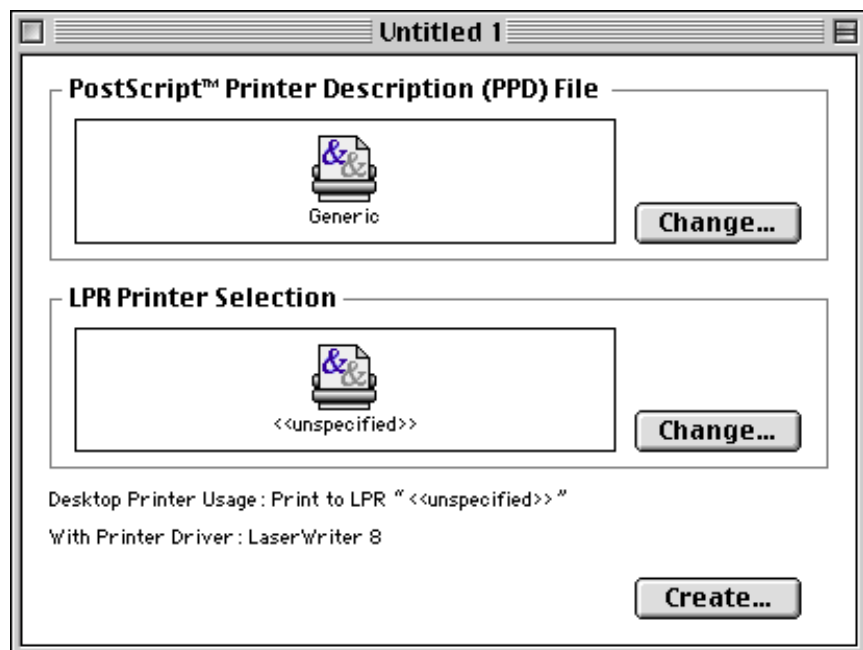 Untitled 1
PostScript™ Printer Description (PPD) File
&&
Generic
Change...
LPR Printer Selection
&&
<<unspecified>>
Change...
Desktop Printer Usage : Print to LPR “<<unspecified>>”
With Printer Driver : LaserWriter 8
Create...